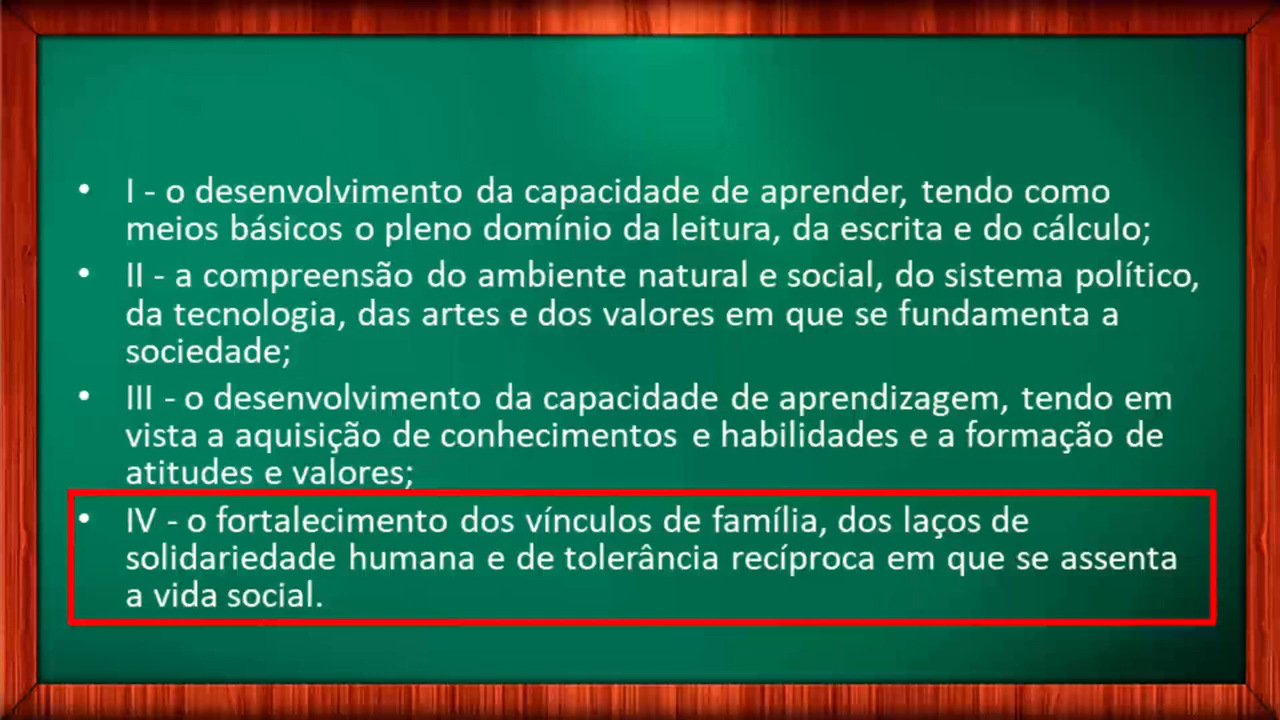 • I - o desenvolvimento da capacidade de aprender, tendo como
meios básicos o pleno domínio da leitura, da escrita e do cálculo;
• II - a compreensão do ambiente natural e social, do sistema político,
da tecnologia, das artes e dos valores em que se fundamenta a
sociedade;
• III - o desenvolvimento da capacidade de aprendizagem, tendo em
vista a aquisição de conhecimentos e habilidades e a formação de
atitudes e valores;
• IV - o fortalecimento dos vínculos de família, dos laços de
solidariedade humana e de tolerância recíproca em que se assenta
a vida social.